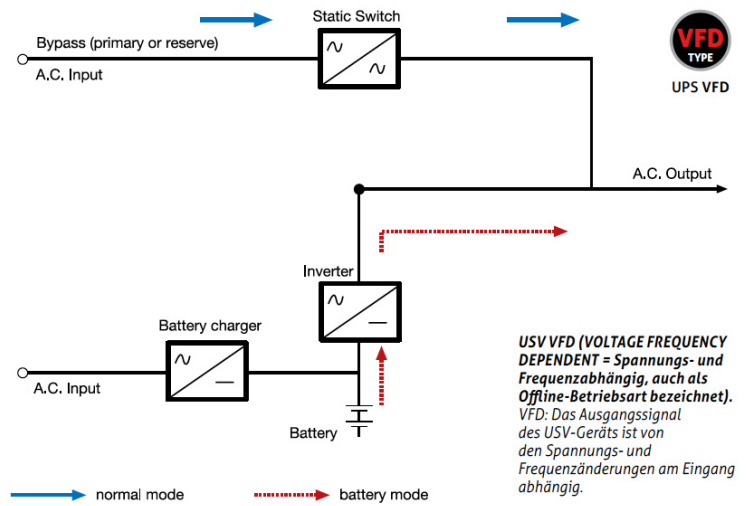 Static Switch
Bypass (primary or reserve)
A.C. Input
VFD
TYPE
UPS VFD
A.C. Output
Inverter
Battery charger
A.C. Input
Battery
USV VFD (VOLTAGE FREQUENCY
DEPENDENT = Spannungs- und
Frequenzabhängig, auch als
Offline-Betriebsart bezeichnet).
VFD: Das Ausgangssignal
des USV-Geräts ist von
den Spannungs- und
Frequenzänderungen am Eingang
abhängig.
normal mode
battery mode